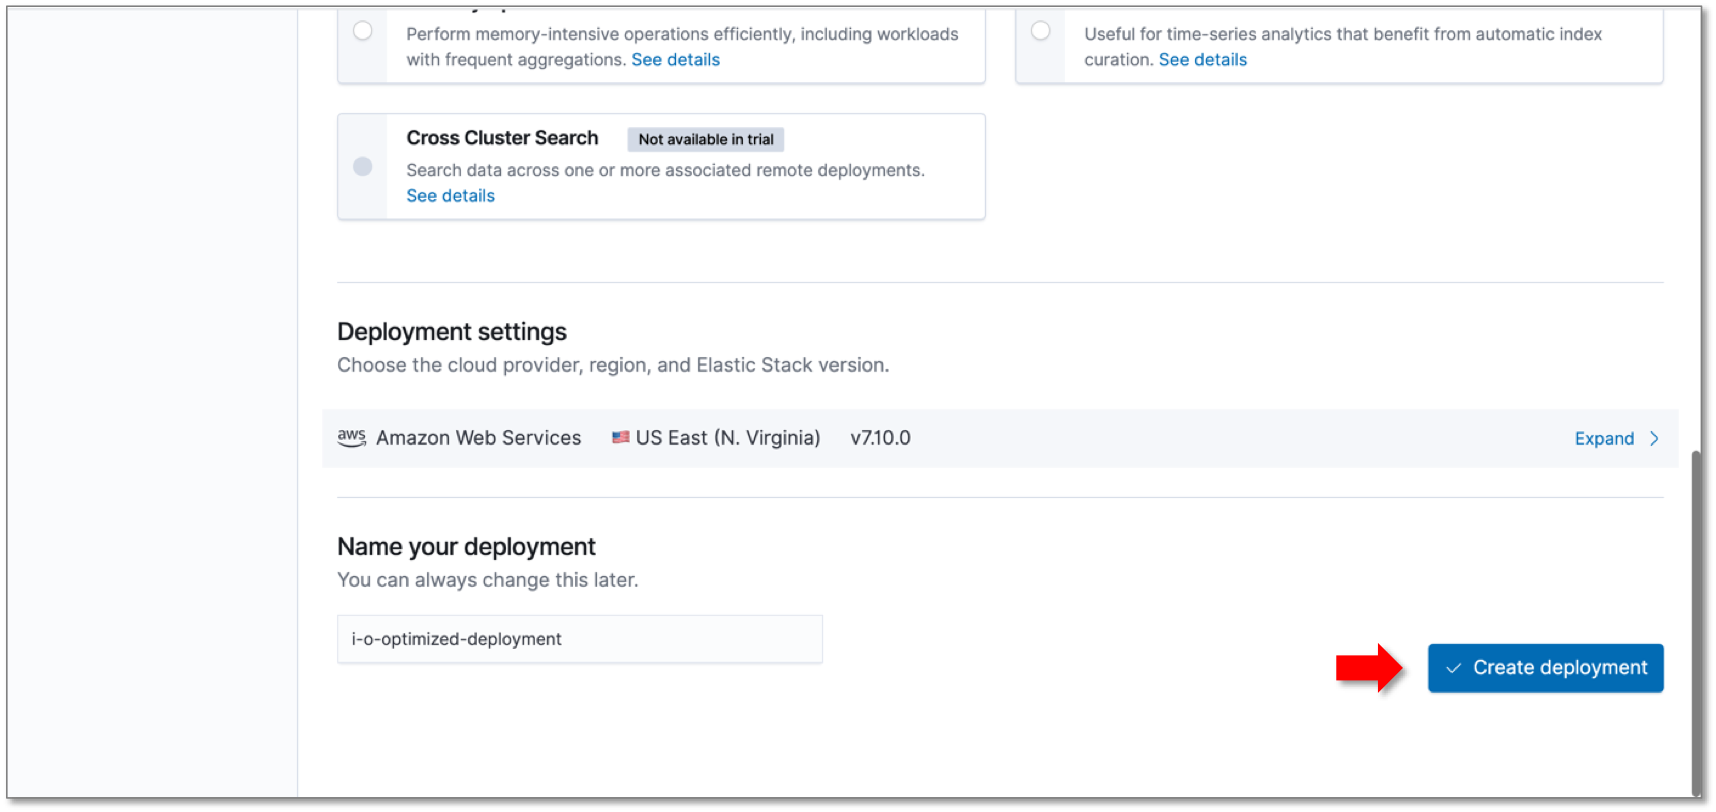 Perform memory-intensive operations efficiently, including workloads
with frequent aggregations. See details
Useful for time-series analytics that benefit from automatic index
curation. See details
Cross Cluster Search Not available in trial
Search data across one or more associated remote deployments.
See details
Deployment settings
Choose the cloud provider, region, and Elastic Stack version.
aws Amazon Web Services US East (N. Virginia) v7.10.0 Expand
Name your deployment
You can always change this later.
i-o-optimized-deployment
Create deployment